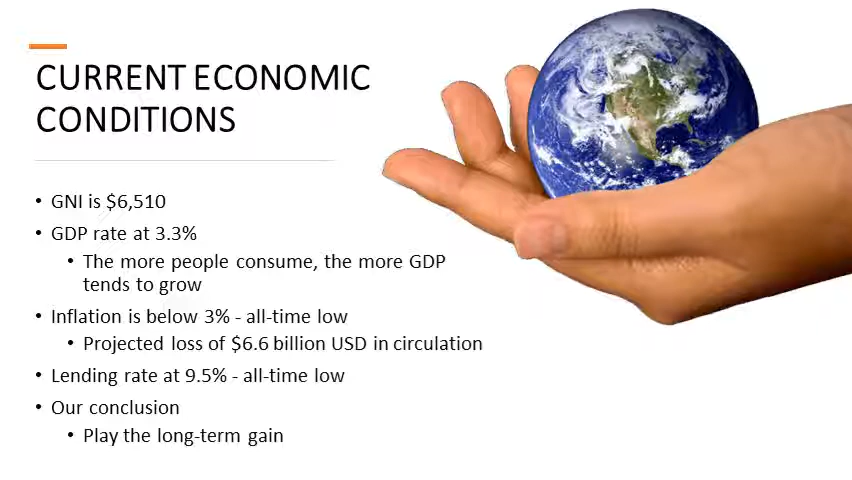 CURRENT ECONOMIC
CONDITIONS
• GNI is $6,510
• GDP rate at 3.3%
• The more people consume, the more GDP
tends to grow
• Inflation is below 3% - all-time low
• Projected loss of $6.6 billion USD in circulation
• Lending rate at 9.5% - all-time low
• Our conclusion
• Play the long-term gain